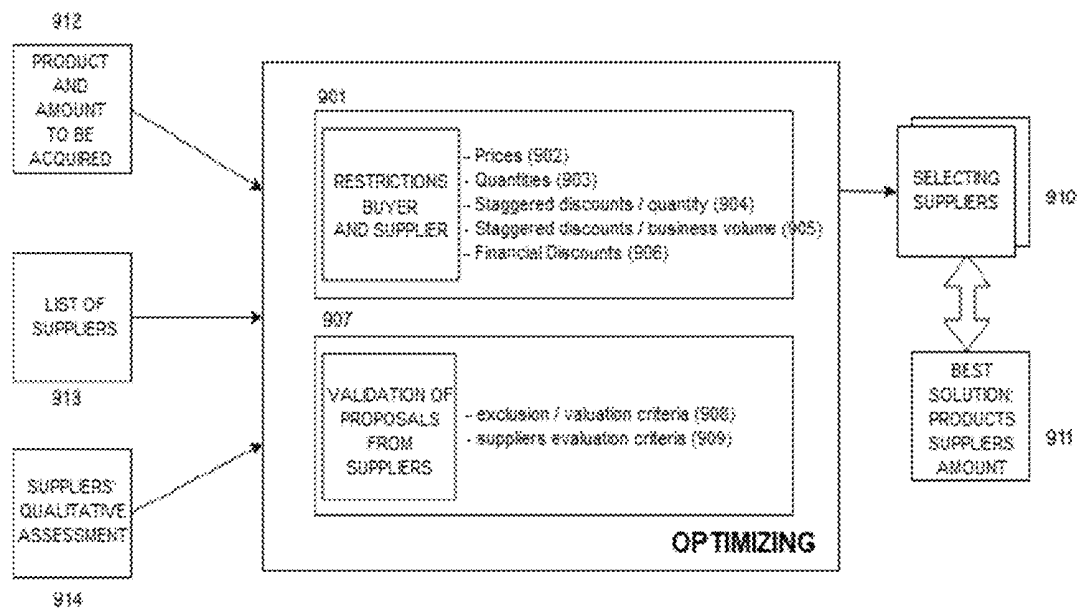 912
PRODUCT
AND
AMOUNT
TO BE
ACQUIRED
LIST OF
SUPPLIERS
913
SUPPLIERS'
QUALITATIVE
ASSESSMENT
914
901
RESTRICTIONS
BUYER
AND SUPPLIER
- Prices (902)
- Quantities (903)
- Staggered discounts / quantity (904)
- Staggered discounts / business volume (905)
- Financial Discounts (906)
907
VALIDATION OF
PROPOSALS
FROM
SUPPLIERS
- exclusion / valuation criteria (908)
- suppliers evaluation criteria (909)
OPTIMIZING
SELECTING
SUPPLIERS
910
BEST
SOLUTION:
PRODUCTS
SUPPLIERS
AMOUNT
911